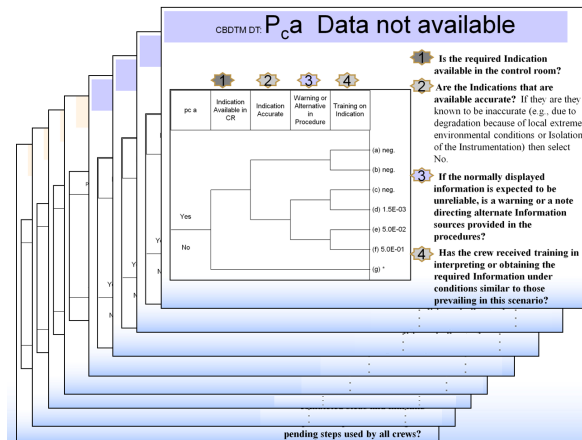 CBDTM DT: Pca Data not available
1 2 3 4
pc a
Indication
Available in
CR
Indication
Accurate
Warning or
Alternative
in
Procedure
Training on
Indication
Yes
No
(a) neg.
(b) neg.
(c) neg.
(d) 1.5E-03
(e) 5.0E-02
(f) 5.0E-01
(g) *
1 Is the required Indication
available in the control room?
2 Are the Indications that are
available accurate? If they are they
known to be inaccurate (e.g., due to
degradation because of local extreme
environmental conditions or Isolation
of the Instrumentation) then select
No.
3 If the normally displayed
information is expected to be
unreliable, is a warning or a note
directing alternate Information
sources provided in the
procedures?
4 Has the crew received training in
interpreting or obtaining the
required Information under
conditions similar to those
prevailing in this scenario?
pending steps used by all crews?